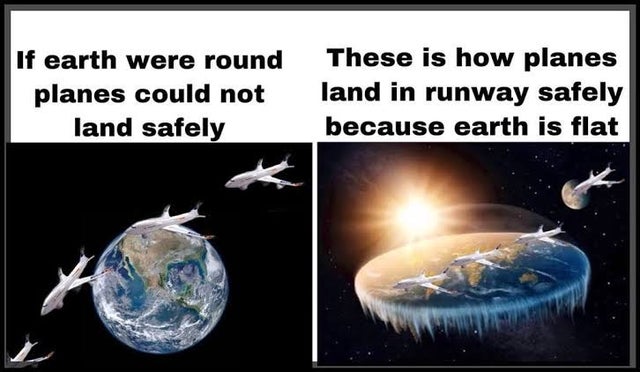 If earth were round
planes could not
land safely
These is how planes
land in runway safely
because earth is flat